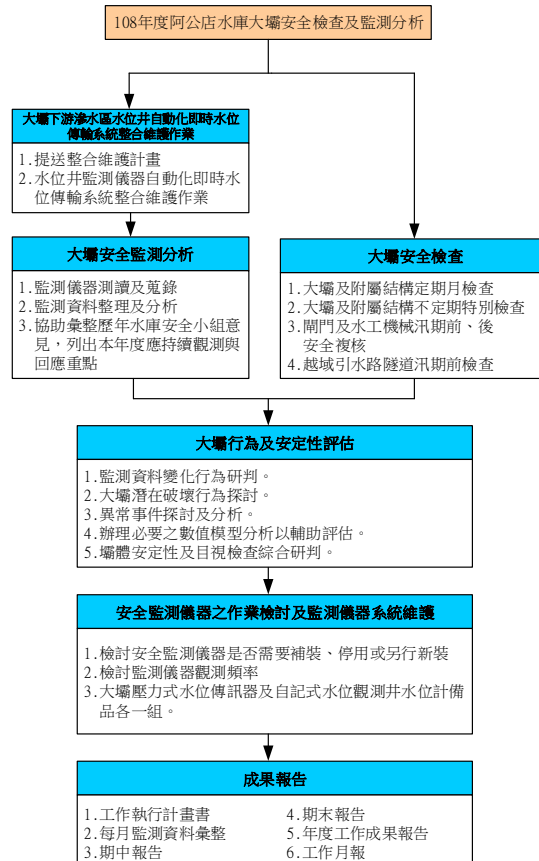 108年度阿公店水庫大壩安全檢查及監測分析
大壩下游滲水區水位井自動化即時水位
傳輸系統整合維護作業
1.提送整合維護計畫
2.水位井監測儀器自動化即時水
位傳輸系統整合維護作業
大壩安全監測分析
1.監測儀器測讀及蒐錄
2.監測資料整理及分析
3.協助彙整歷年水庫安全小組意
見，列出本年度應持續觀測與
回應重點
大壩安全檢查
1.大壩及附屬結構定期月檢查
2.大壩及附屬結構不定期特別檢查
3.閘門及水工機械汛期前、後
安全複核
4.越域引水路隧道汛期前檢查
大壩行為及安定性評估
1.監測資料變化行為研判。
2.大壩潛在破壞行為探討。
3.異常事件探討及分析。
4.辦理必要之數值模型分析以輔助評估。
5.壩體安定性及目視檢查綜合研判。
安全監測儀器之作業檢討及監測儀器系統維護
1.檢討安全監測儀器是否需要補裝、停用或另行新裝
2.檢討監測儀器觀測頻率
3.大壩壓力式水位傳訊器及自記式水位觀測井水位計備
品各一組。
成果報告
1.工作執行計畫書
2.每月監測資料彙整
3.期中報告
4.期末報告
5.年度工作成果報告
6.工作月報